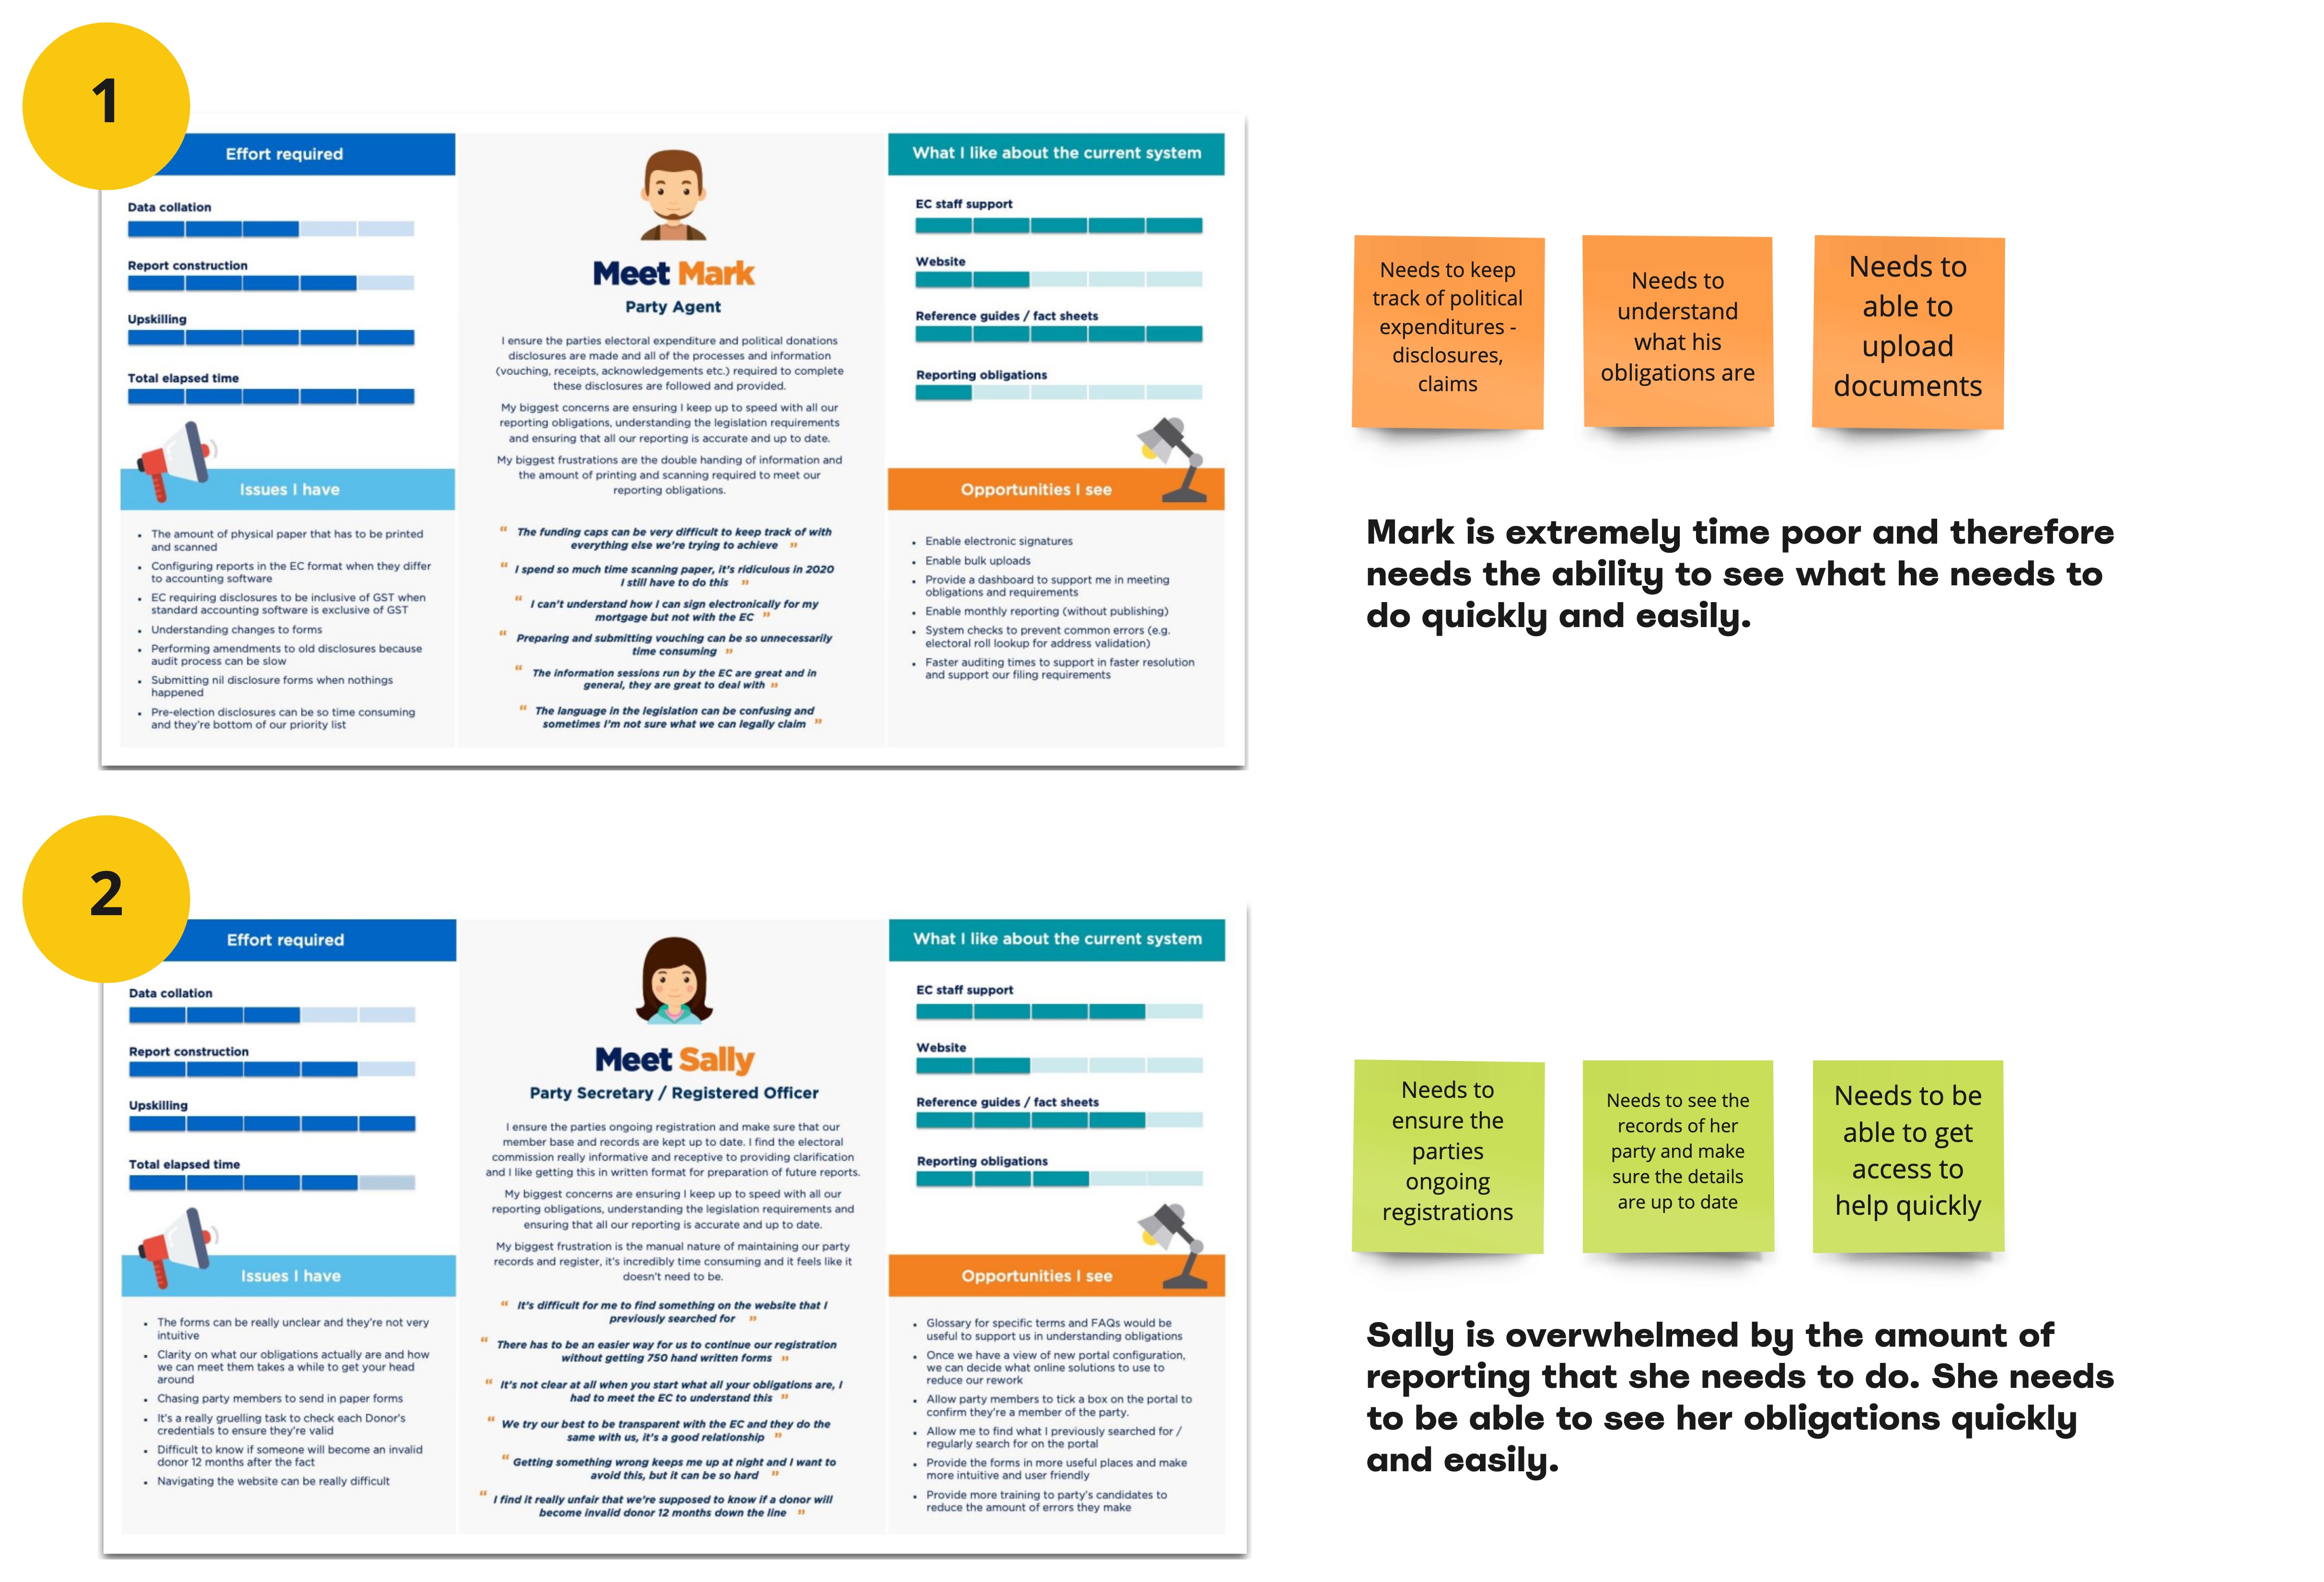 1
Effort required
Data collation
Report construction
Upskilling
Total elapsed time
Issues I have
• The amount of physical paper that has to be printed
and scanned
• Configuring reports in the EC format when they differ
to accounting software
• EC requiring disclosures to be inclusive of GST when
standard accounting software is exclusive of GST
• Understanding changes to forms
• Performing amendments to old disclosures because
audit process can be slow
• Submitting nil disclosure forms when nothings
happened
• Pre-election disclosures can be so time consuming
and they're bottom of our priority list
Meet Mark
Party Agent
I ensure the parties electoral expenditure and political donations
disclosures are made and all of the processes and information
(vouching, receipts, acknowledgements etc.) required to complete
these disclosures are followed and provided.
My biggest concerns are ensuring I keep up to speed with all our
reporting obligations, understanding the legislation requirements
and ensuring that all our reporting is accurate and up to date.
My biggest frustrations are the double handing of information and
the amount of printing and scanning required to meet our
reporting obligations.
“ The funding caps can be very difficult to keep track of with
everything else we're trying to achieve ”
“ I spend so much time scanning paper, it's ridiculous in 2020
I still have to do this ”
“ I can't understand how I can sign electronically for my
mortgage but not with the EC ”
“ Preparing and submitting vouching can be so unnecessarily
time consuming ”
“ The information sessions run by the EC are great and in
general, they are great to deal with ”
“ The language in the legislation can be confusing and
sometimes I'm not sure what we can legally claim ”
What I like about the current system
EC staff support
Website
Reference guides / fact sheets
Reporting obligations
Opportunities I see
• Enable electronic signatures
• Enable bulk uploads
• Provide a dashboard to support me in meeting
obligations and requirements
• Enable monthly reporting (without publishing)
• System checks to prevent common errors (e.g.
electoral roll lookup for address validation)
• Faster auditing times to support in faster resolution
and support our filing requirements
Needs to keep
track of political
expenditures -
disclosures,
claims
Needs to
understand
what his
obligations are
Needs to
able to
upload
documents
Mark is extremely time poor and therefore
needs the ability to see what he needs to
do quickly and easily.
2
Effort required
Data collation
Report construction
Upskilling
Total elapsed time
Issues I have
• The forms can be really unclear and they're not very
intuitive
• Clarity on what our obligations actually are and how
we can meet them takes a while to get your head
around
• Chasing party members to send in paper forms
• It's a really gruelling task to check each Donor's
credentials to ensure they're valid
• Difficult to know if someone will become an invalid
donor 12 months after the fact
• Navigating the website can be really difficult
Meet Sally
Party Secretary / Registered Officer
I ensure the parties ongoing registration and make sure that our
member base and records are kept up to date. I find the electoral
commission really informative and receptive to providing clarification
and I like getting this in written format for preparation of future reports.
My biggest concerns are ensuring I keep up to speed with all our
reporting obligations, understanding the legislation requirements and
ensuring that all our reporting is accurate and up to date.
My biggest frustration is the manual nature of maintaining our party
records and register, it's incredibly time consuming and it feels like it
doesn't need to be.
“ It's difficult for me to find something on the website that I
previously searched for ”
“ There has to be an easier way for us to continue our registration
without getting 750 hand written forms ”
“ It's not clear at all when you start what all your obligations are, I
had to meet the EC to understand this ”
“ We try our best to be transparent with the EC and they do the
same with us, it's a good relationship ”
“ Getting something wrong keeps me up at night and I want to
avoid this, but it can be so hard ”
“ I find it really unfair that we're supposed to know if a donor will
become invalid donor 12 months down the line ”
What I like about the current system
EC staff support
Website
Reference guides / fact sheets
Reporting obligations
Opportunities I see
• Glossary for specific terms and FAQs would be
useful to support us in understanding obligations
• Once we have a view of new portal configuration,
we can decide what online solutions to use to
reduce our rework
• Allow party members to tick a box on the portal to
confirm they're a member of the party.
• Allow me to find what I previously searched for /
regularly search for on the portal
• Provide the forms in more useful places and make
more intuitive and user friendly
• Provide more training to party's candidates to
reduce the amount of errors they make
Needs to
ensure the
parties
ongoing
registrations
Needs to see the
records of her
party and make
sure the details
are up to date
Needs to be
able to get
access to
help quickly
Sally is overwhelmed by the amount of
reporting that she needs to do. She needs
to be able to see her obligations quickly
and easily.